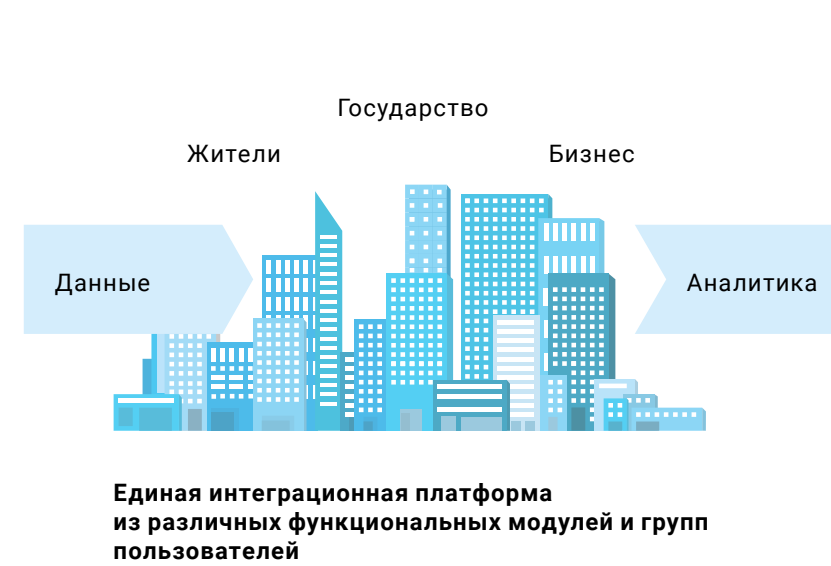 Государство
Жители
Бизнес
Данные
Аналитика
Единая интеграционная платформа
из различных функциональных модулей и групп
пользователей